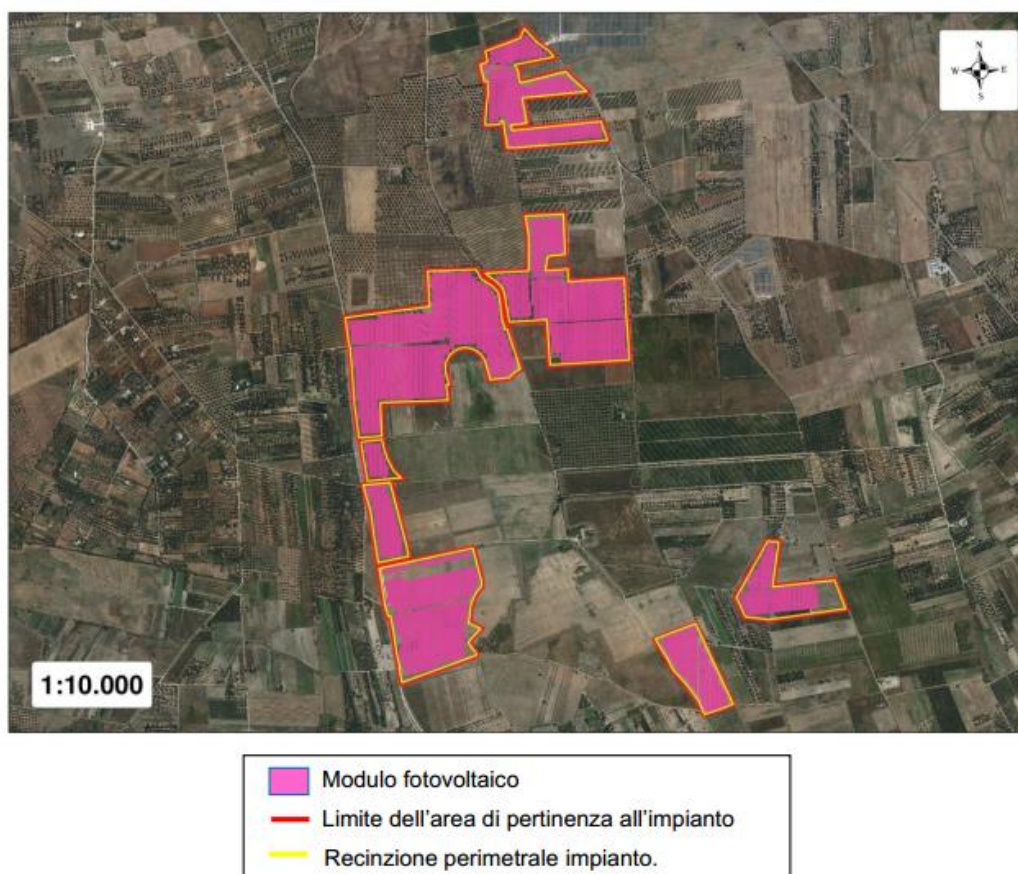 N
W E
S
1:10.000
Modulo fotovoltaico
Limite dell'area di pertinenza all'impianto
Recinzione perimetrale impianto.